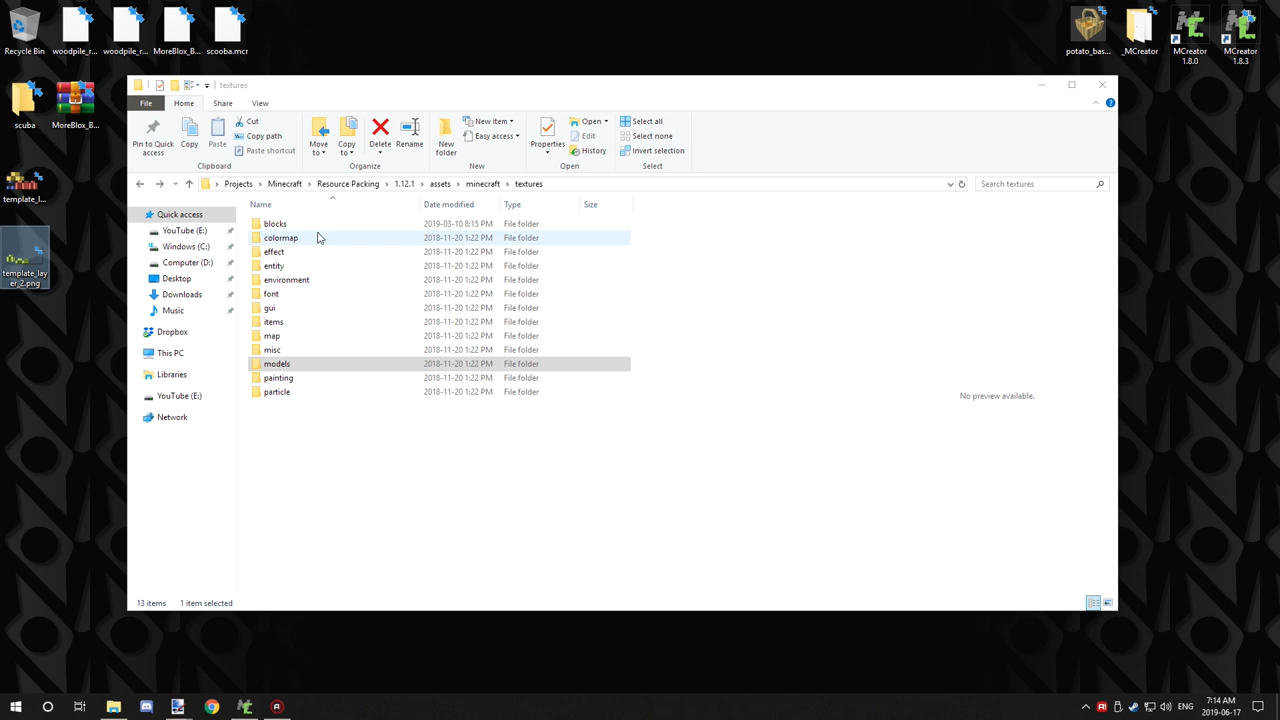 Recycle Bin
woodpile_r...
woodpile_r...
MoreBlox_B...
scooba.mcr
potato_bas...
_MCreator
MCreator 1.8.0
MCreator 1.8.3
scuba
MoreBlox_B...
template_l...
template_lay
er_2.png
textures
File
Home
Share
View
Pin to Quick
access
Copy
Paste
Cut
Copy path
Paste shortcut
Clipboard
Move
to
Copy
to
Delete
Rename
Organize
New
folder
New item
Easy access
New
Properties
Open
Edit
History
Open
Select all
Select none
Invert selection
Select
Projects > Minecraft > Resource Packing > 1.12.1 > assets > minecraft > textures
Search textures
Quick access
YouTube (E:)
Windows (C:)
Computer (D:)
Desktop
Downloads
Music
Dropbox
This PC
Libraries
YouTube (E:)
Network
Name Date modified Type Size
blocks 2019-03-10 8:15 PM File folder
colormap 2018-11-20 1:22 PM File folder
effect 2018-11-20 1:22 PM File folder
entity 2018-11-20 1:22 PM File folder
environment 2018-11-20 1:22 PM File folder
font 2018-11-20 1:22 PM File folder
gui 2018-11-20 1:22 PM File folder
items 2018-11-20 1:22 PM File folder
map 2018-11-20 1:22 PM File folder
misc 2018-11-20 1:22 PM File folder
models 2018-11-20 1:22 PM File folder
painting 2018-11-20 1:22 PM File folder
particle 2018-11-20 1:22 PM File folder
No preview available.
13 items 1 item selected
ENG
7:14 AM
2019-06-17